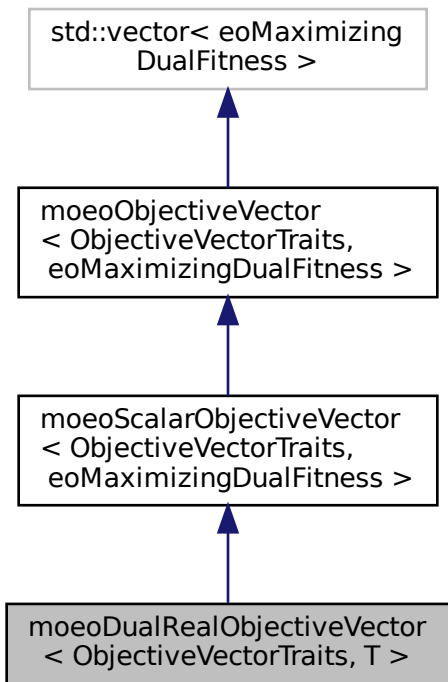 std::vector< eoMaximizing
DualFitness >
moeoObjectiveVector
< ObjectiveVectorTraits,
eoMaximizingDualFitness >
moeoScalarObjectiveVector
< ObjectiveVectorTraits,
eoMaximizingDualFitness >
moeoDualRealObjectiveVector
< ObjectiveVectorTraits, T >